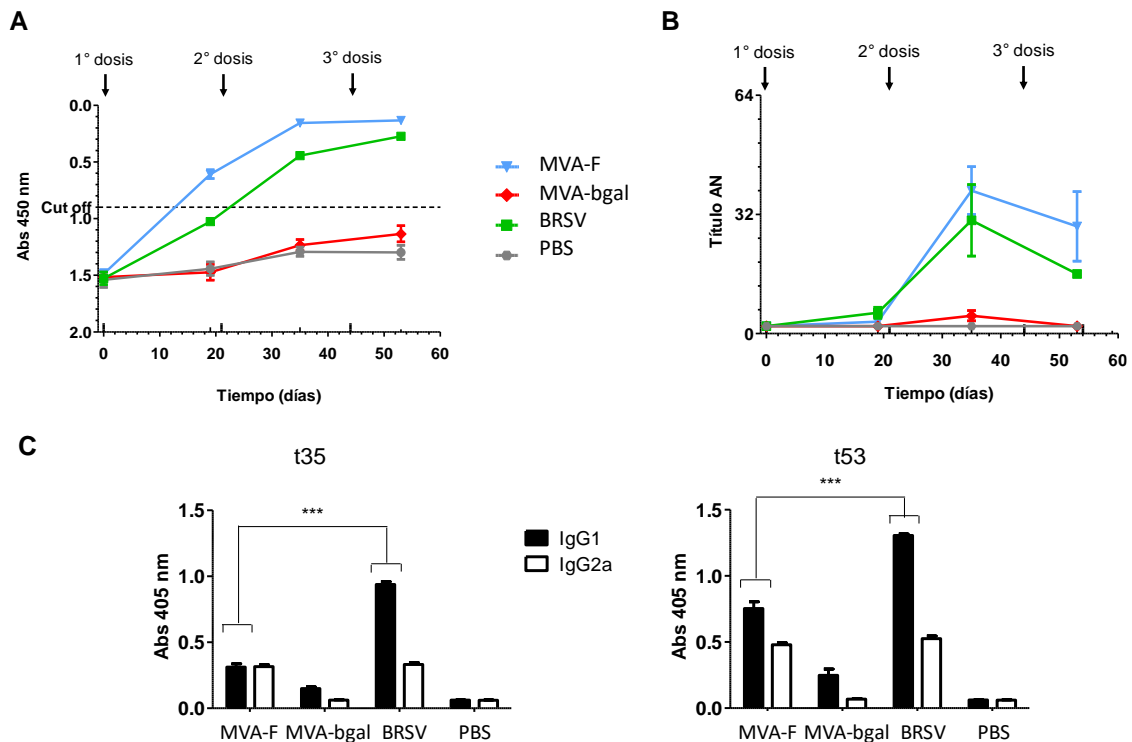 A
1° dosis 2° dosis 3° dosis
0.0
0.5
Cut off
1.0
1.5
2.0
Abs 450 nm
0 10 20 30 40 50 60
Tiempo (días)
MVA-F
MVA-bgal
BRSV
PBS
B
1° dosis 2° dosis 3° dosis
64
32
0
Título AN
0 10 20 30 40 50 60
Tiempo (días)
C
t35
1.5
1.0
0.5
0.0
Abs 405 nm
***
MVA-F MVA-bgal BRSV PBS
IgG1
IgG2a
t53
1.5
1.0
0.5
0.0
Abs 405 nm
***
MVA-F MVA-bgal BRSV PBS